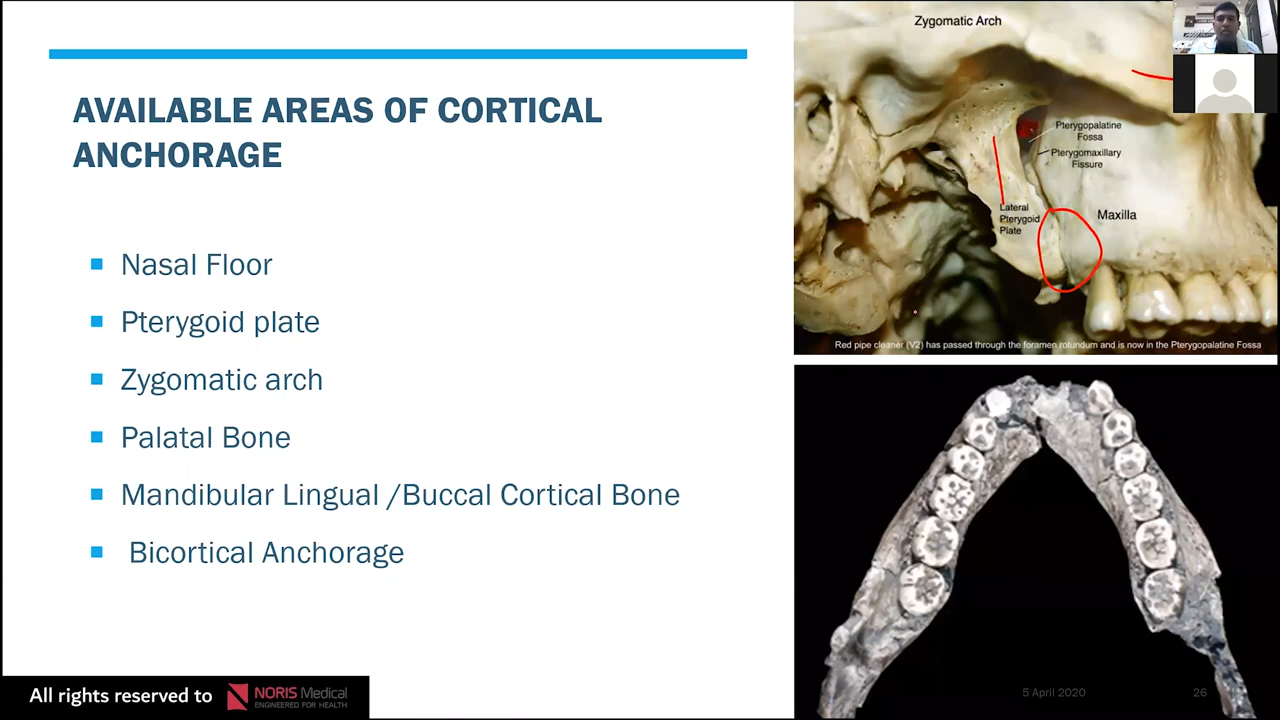 AVAILABLE AREAS OF CORTICAL
ANCHORAGE
Nasal Floor
Pterygoid plate
Zygomatic arch
Palatal Bone
Mandibular Lingual /Buccal Cortical Bone
Bicortical Anchorage
All rights reserved to
NORIS Medical
ENGINEERED FOR HEALTH
Zygomatic Arch
Pterygopalatine
Fossa
Pterygomaxillary
Fissure
Lateral
Pterygoid
Plate
Maxilla
Red pipe cleaner (V2) has passed through the foramen rotundum and is now in the Pterygopalatine Fossa
5 April 2020
26